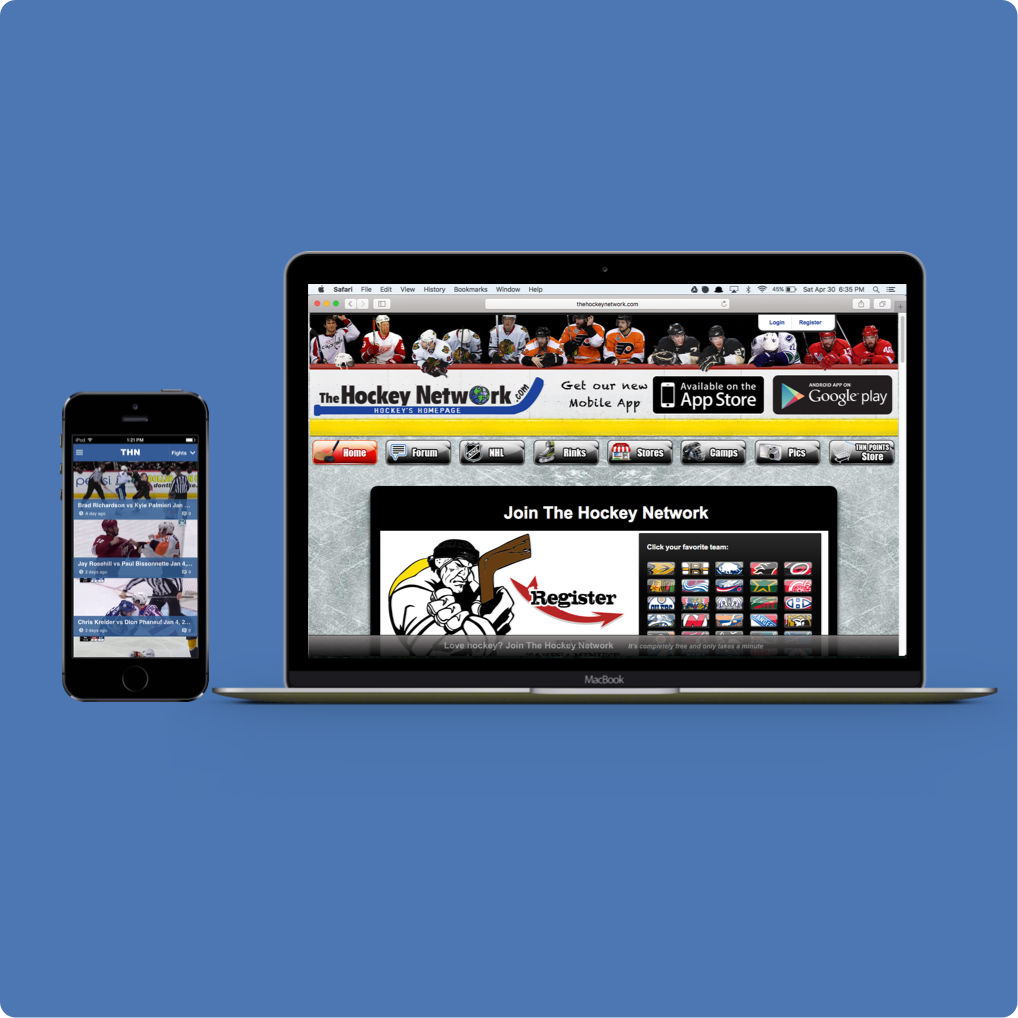 Safari File Edit View History Bookmarks Window Help 45% Sat Apr 30 6:35 PM
thehockeynetwork.com
Login Register
The Hockey Network .com
HOCKEY'S HOMEPAGE
Get our new
Mobile App
Available on the
App Store
ANDROID APP ON
Google play
Home Forum NHL Rinks Stores Camps Pics THN POINTS
Store
Join The Hockey Network
Click your favorite team:
Register
Love hockey? Join The Hockey Network It's completely free and only takes a minute
MacBook
iPod 1:21 PM
THN Fights
pepsi
Brad Richardson vs Kyle Palmieri Jan ...
A day ago 0
Jay Rosehill vs Paul Bissonnette Jan 4,...
2 days ago 0
Chris Kreider vs Dion Phaneuf Jan 4, 2...
2 days ago 0